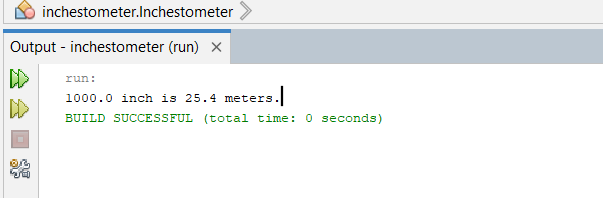 inchestometer.Inchestometer
Output - inchestometer (run)
run:
1000.0 inch is 25.4 meters.
BUILD SUCCESSFUL (total time: 0 seconds)